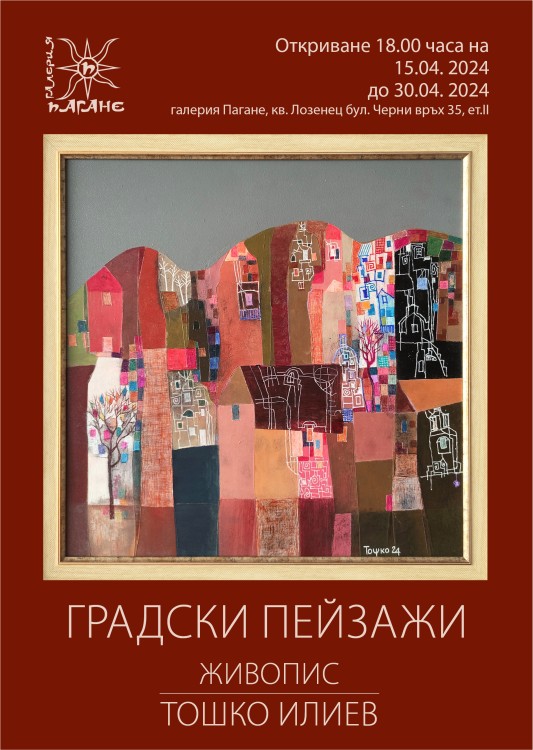 галерия
ПАГАНЕ
Откриване 18.00 часа на
15.04. 2024
до 30.04. 2024
галерия Пагане, кв. Лозенец бул. Черни връх 35, ет.II
Тошко 24
ГРАДСКИ ПЕЙЗАЖИ
ЖИВОПИС
ТОШКО ИЛИЕВ